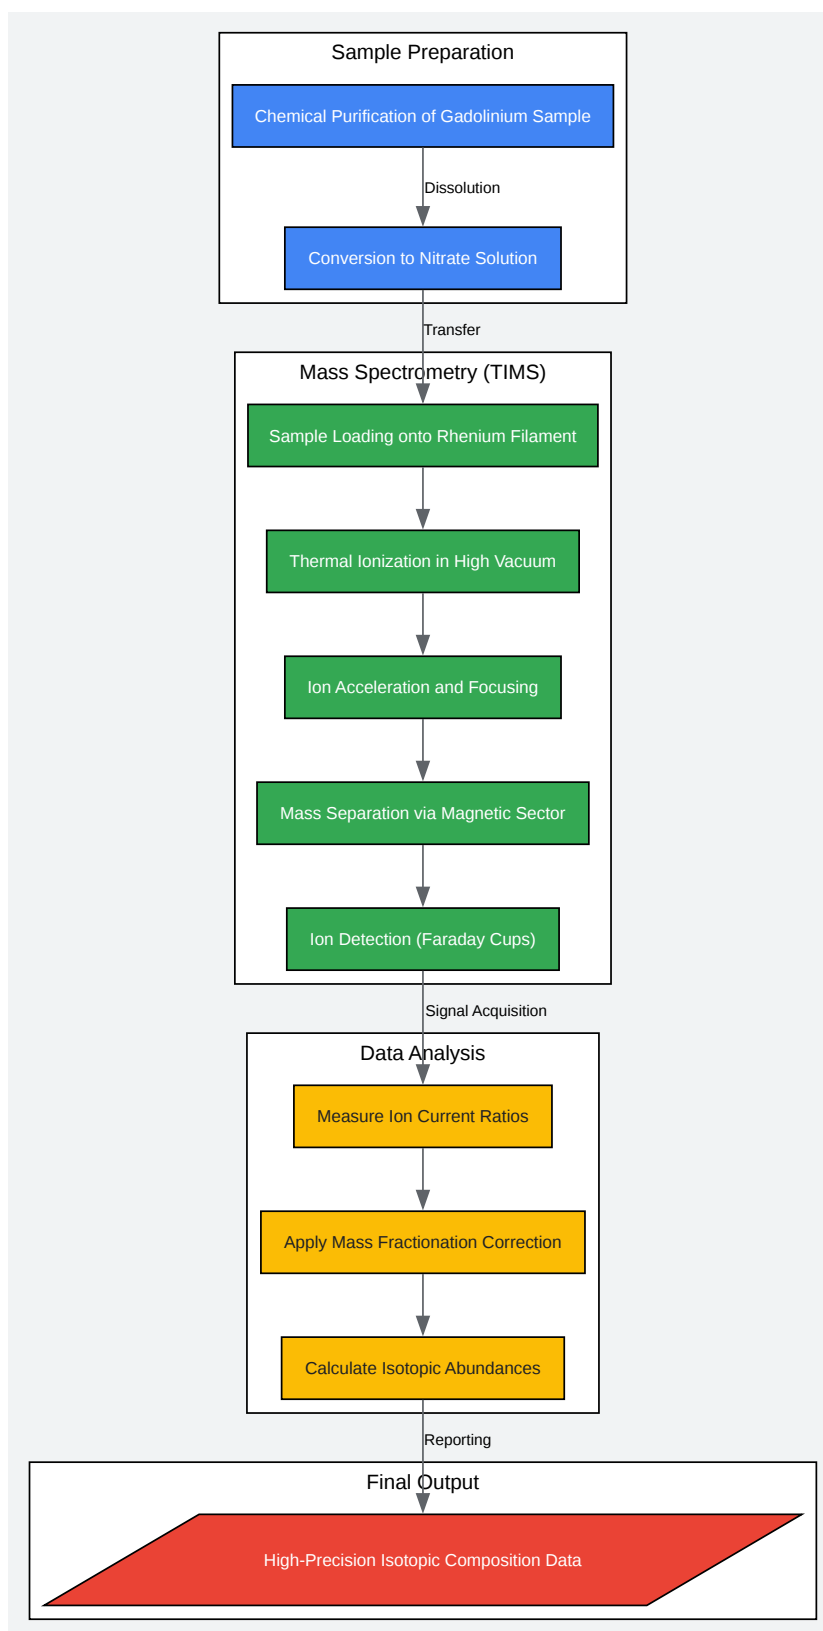 Sample Preparation
Chemical Purification of Gadolinium Sample
Dissolution
Conversion to Nitrate Solution
Transfer
Mass Spectrometry (TIMS)
Sample Loading onto Rhenium Filament
Thermal Ionization in High Vacuum
Ion Acceleration and Focusing
Mass Separation via Magnetic Sector
Ion Detection (Faraday Cups)
Signal Acquisition
Data Analysis
Measure Ion Current Ratios
Apply Mass Fractionation Correction
Calculate Isotopic Abundances
Reporting
Final Output
High-Precision Isotopic Composition Data